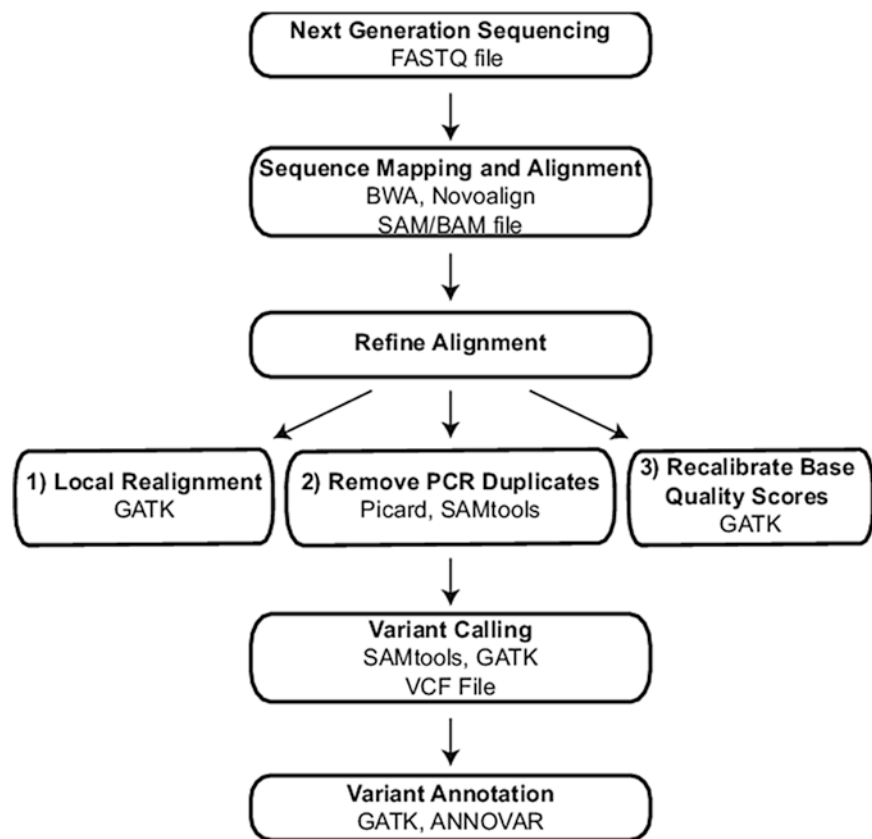 Next Generation Sequencing
FASTQ file
Sequence Mapping and Alignment
BWA, Novoalign
SAM/BAM file
Refine Alignment
1) Local Realignment
GATK
2) Remove PCR Duplicates
Picard, SAMtools
3) Recalibrate Base
Quality Scores
GATK
Variant Calling
SAMtools, GATK
VCF File
Variant Annotation
GATK, ANNOVAR